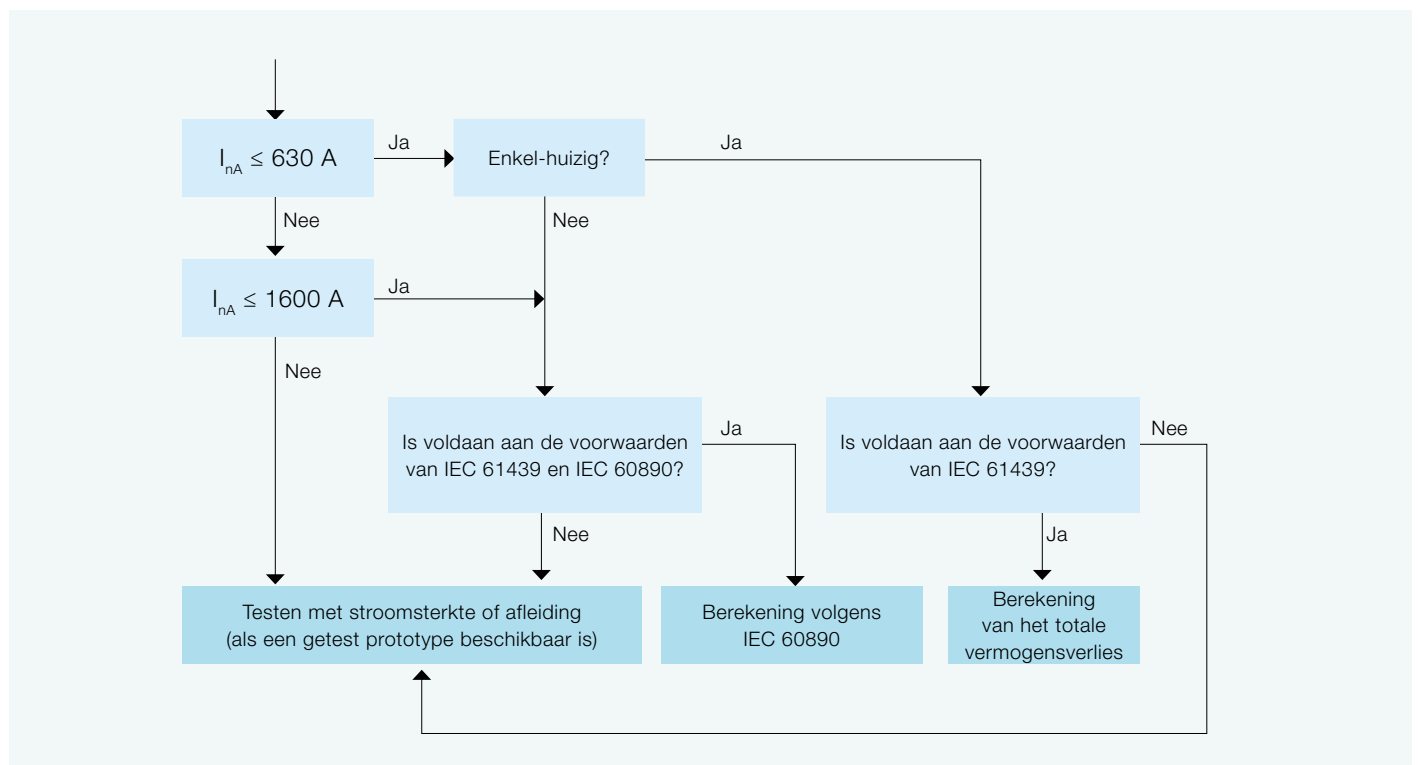 InA ≤ 630 A
Ja
Enkel-huizig?
Ja
Nee
Nee
InA ≤ 1600 A
Ja
Nee
Is voldaan aan de voorwaarden
van IEC 61439 en IEC 60890?
Ja
Is voldaan aan de voorwaarden
van IEC 61439?
Nee
Nee
Ja
Testen met stroomsterkte of afleiding
(als een getest prototype beschikbaar is)
Berekening volgens
IEC 60890
Berekening
van het totale
vermogensverlies